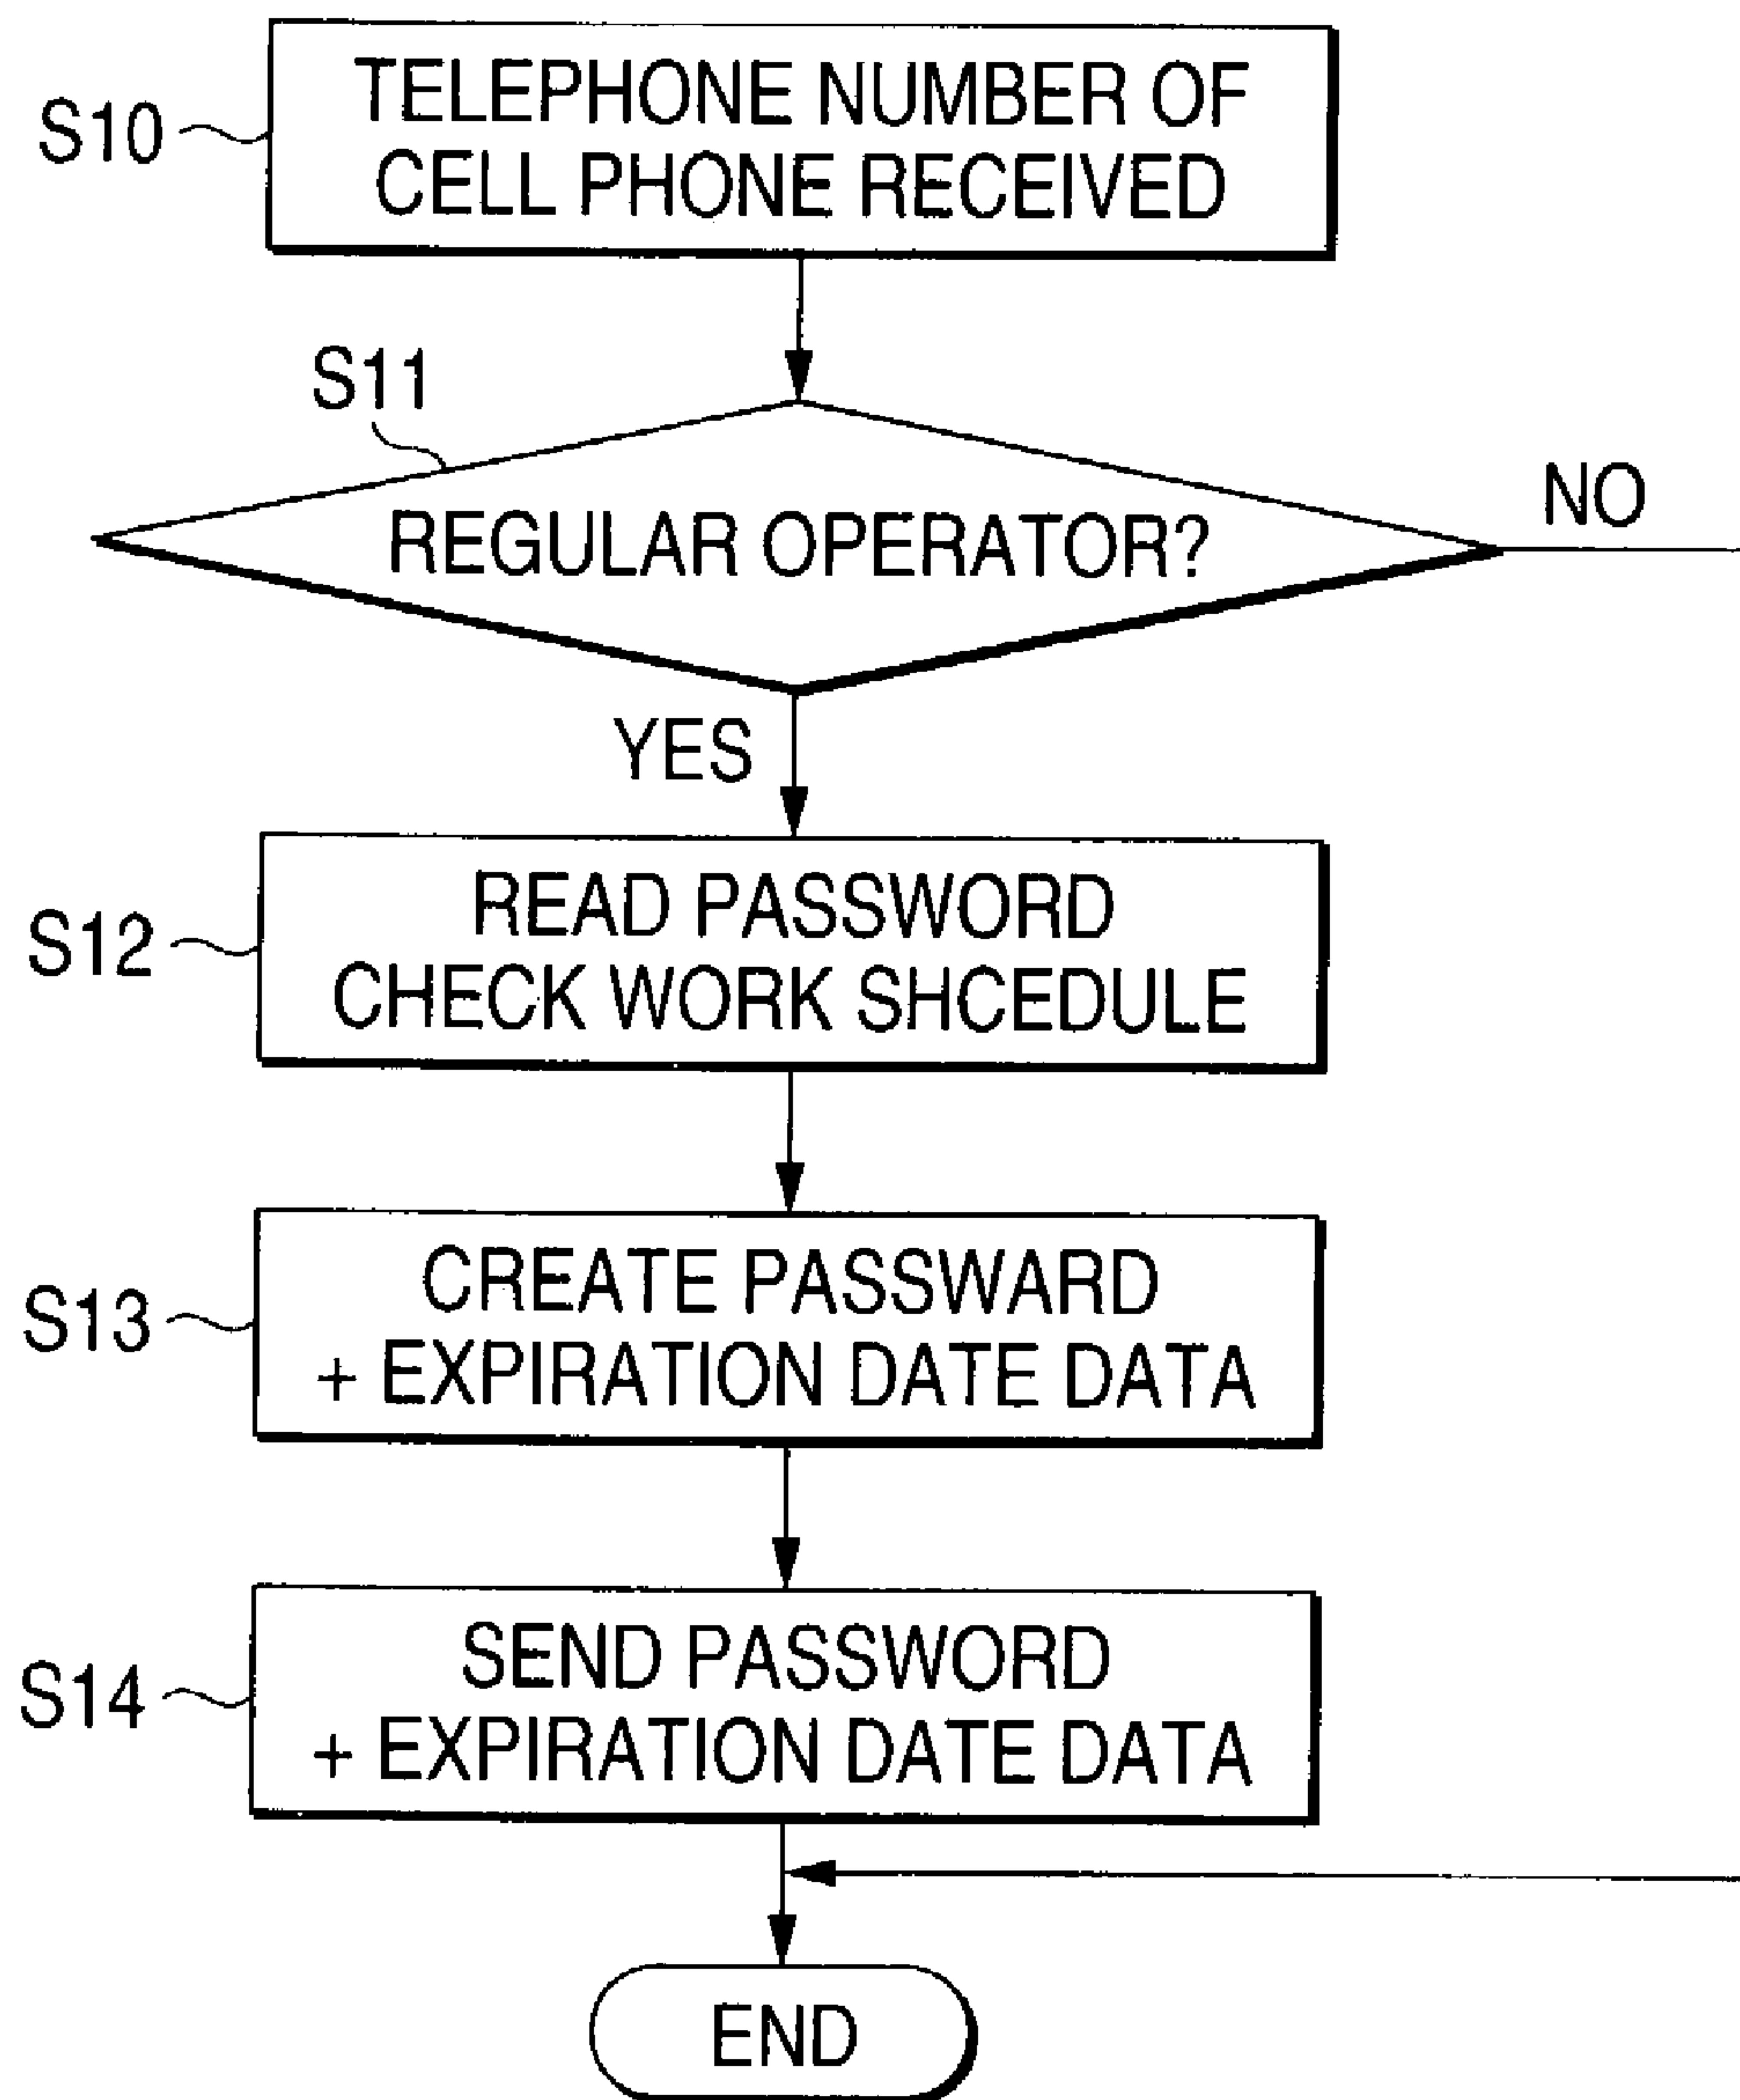 S10
TELEPHONE NUMBER OF
CELL PHONE RECEIVED
S11
REGULAR OPERATOR?
NO
YES
S12
READ PASSWORD
CHECK WORK SHCEDULE
S13
CREATE PASSWARD
+ EXPIRATION DATE DATA
S14
SEND PASSWORD
+ EXPIRATION DATE DATA
END